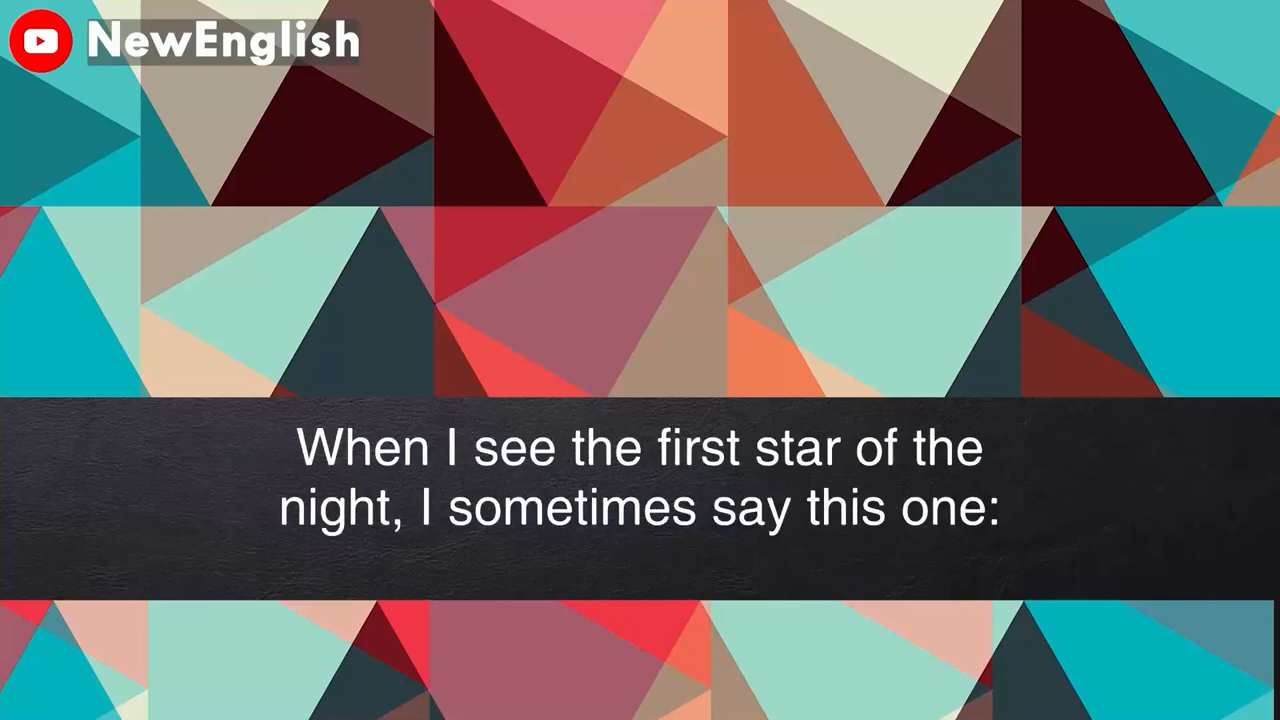 NewEnglish
When I see the first star of the
night, I sometimes say this one: